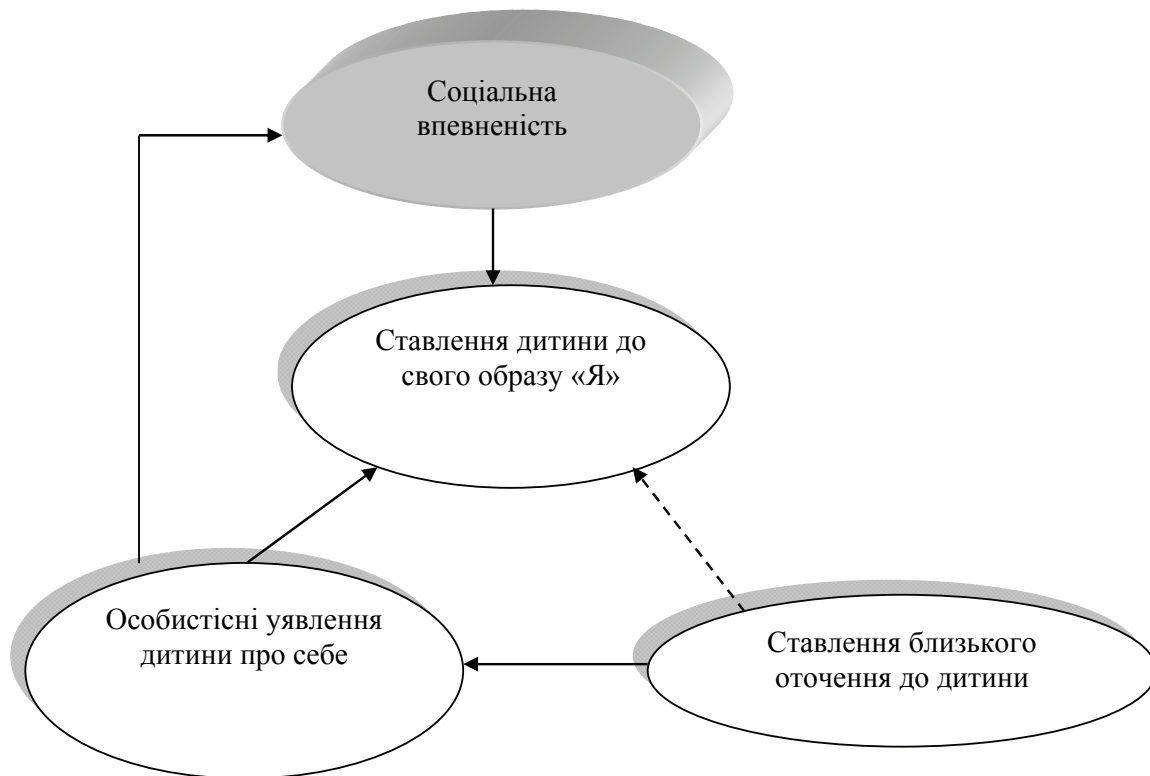 Соціальна
впевненість
Ставлення дитини до
свого образу «Я»
Особистісні уявлення
дитини про себе
Ставлення близького
оточення до дитини